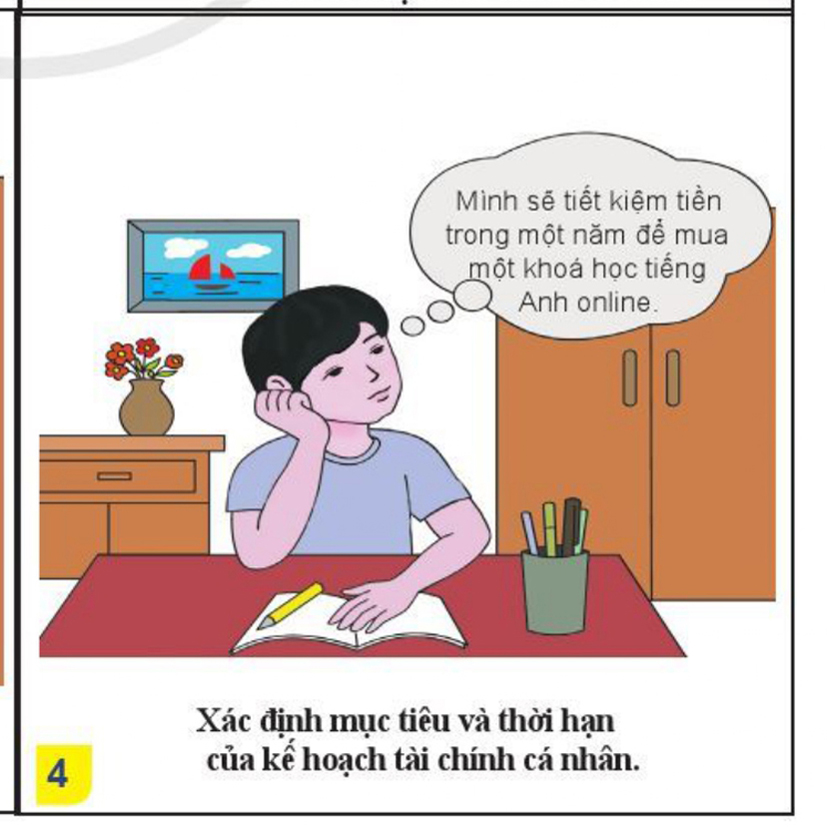 Mình sẽ tiết kiệm tiền
trong một năm để mua
một khoá học tiếng
Anh online.
Xác định mục tiêu và thời hạn
của kế hoạch tài chính cá nhân.
4